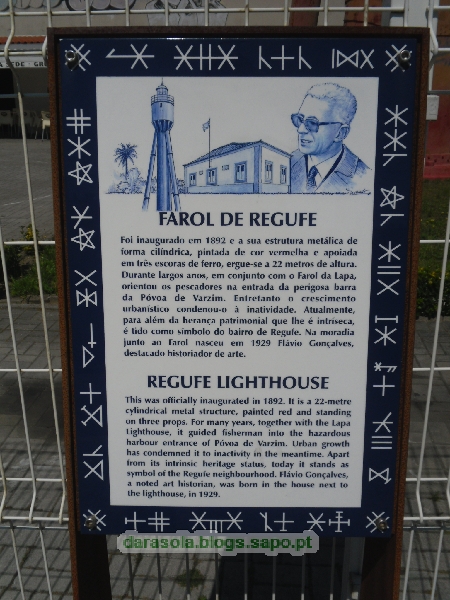 FAROL DE REGUFE
Foi inaugurado em 1892 e a sua estrutura metálica de
forma cilíndrica, pintada de cor vermelha e apoiada
em três escoras de ferro, ergue-se a 22 metros de altura.
Durante largos anos, em conjunto com o Farol da Lapa,
orientou os pescadores na entrada da perigosa barra
da Póvoa de Varzim. Entretanto o crescimento
urbanístico condenou-o à inatividade. Atualmente,
para além da herança patrimonial que lhe é intríseca,
é tido como símbolo do bairro de Regufe. Na moradia
junto ao Farol nasceu em 1929 Flávio Gonçalves,
destacado historiador de arte.
REGUFE LIGHTHOUSE
This was officially inaugurated in 1892. It is a 22-metre
cylindrical metal structure, painted red and standing
on three props. For many years, together with the Lapa
Lighthouse, it guided fisherman into the hazardous
harbour entrance of Póvoa de Varzim. Urban growth
has condemned it to inactivity in the meantime. Apart
from its intrinsic heritage status, today it stands as
symbol of the Regufe neighbourhood. Flávio Gonçalves,
a noted art historian, was born in the house next to
the lighthouse, in 1929.
darasola.blogs.sapo.pt